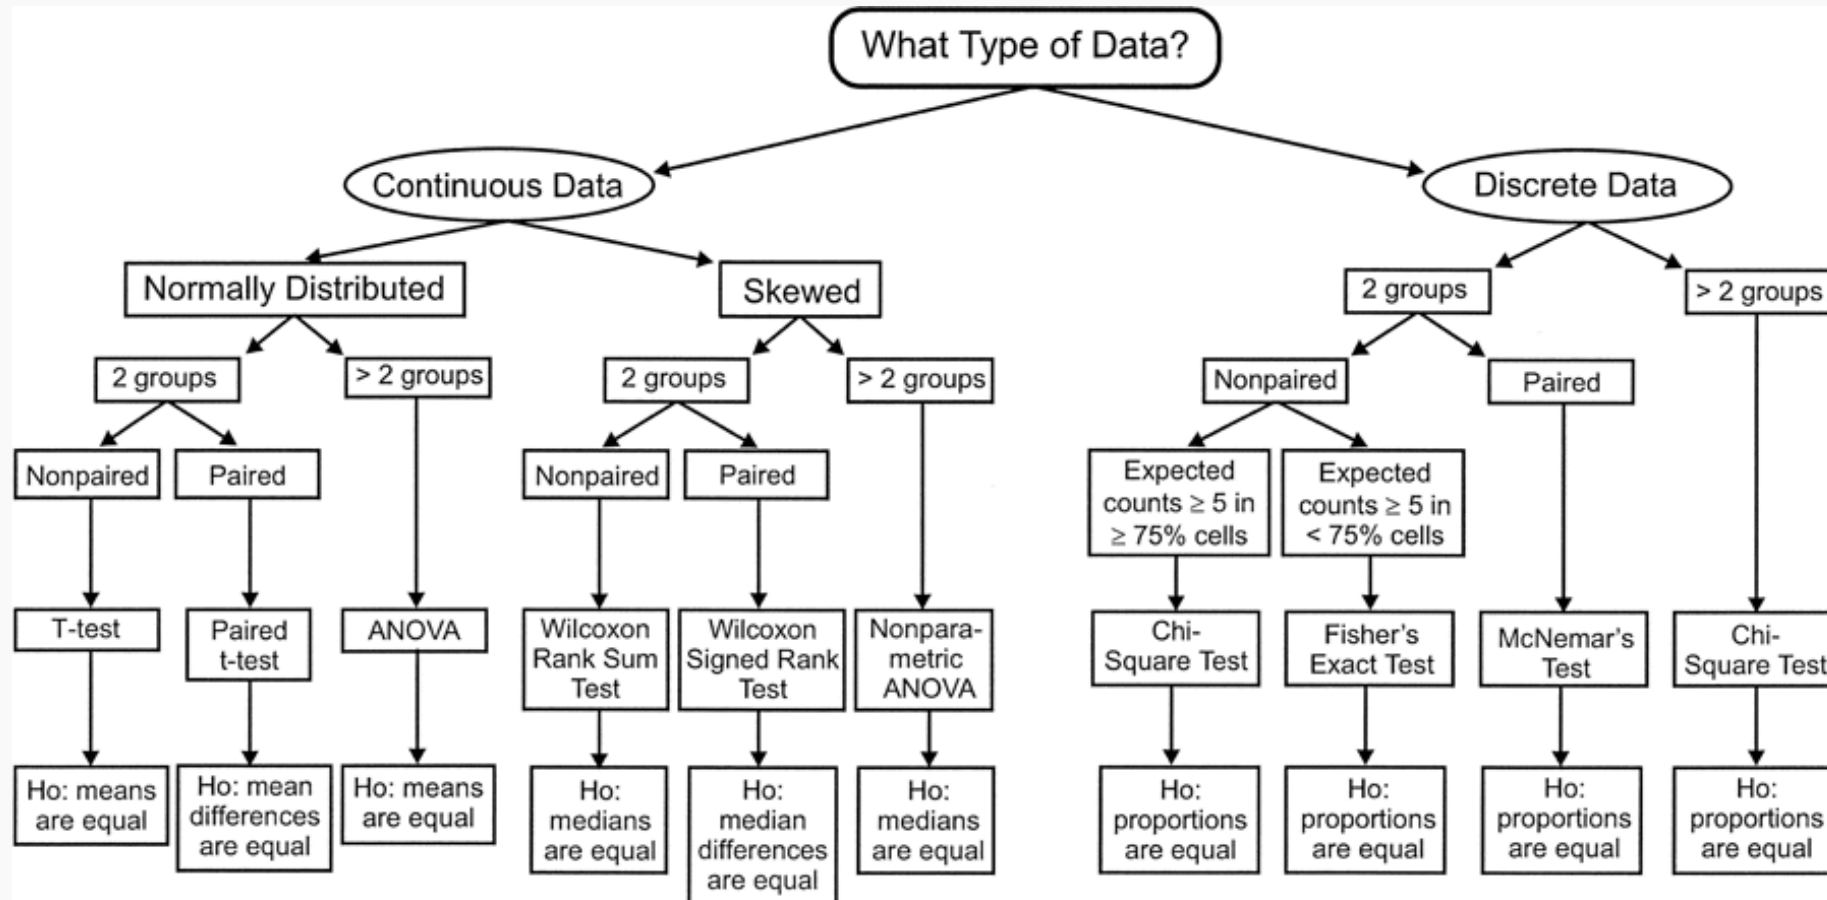 What Type of Data?
Continuous Data
Discrete Data
Normally Distributed
Skewed
2 groups
> 2 groups
2 groups
> 2 groups
2 groups
> 2 groups
Nonpaired
Paired
Nonpaired
Paired
Nonpaired
Paired
Expected
counts ≥ 5 in
≥ 75% cells
Expected
counts ≥ 5 in
< 75% cells
T-test
Paired
t-test
ANOVA
Wilcoxon
Rank Sum
Test
Wilcoxon
Signed Rank
Test
Nonpara-
metric
ANOVA
Chi-
Square Test
Fisher's
Exact Test
McNemar's
Test
Chi-
Square Test
Ho: means
are equal
Ho: mean
differences
are equal
Ho: means
are equal
Ho:
medians
are equal
Ho:
median
differences
are equal
Ho:
medians
are equal
Ho:
proportions
are equal
Ho:
proportions
are equal
Ho:
proportions
are equal
Ho:
proportions
are equal